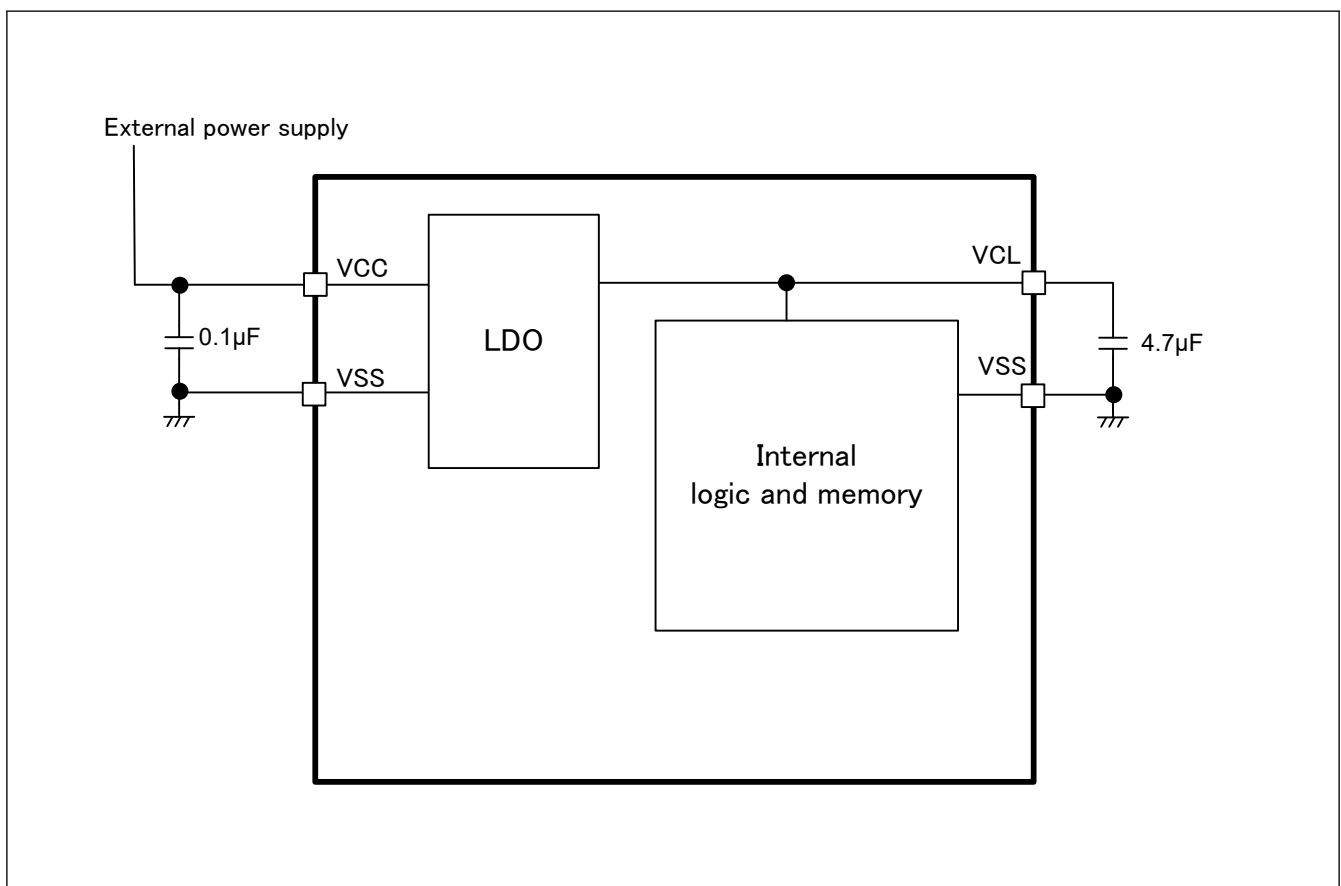 External power supply
VCC
VCL
0.1µF
LDO
4.7µF
VSS
VSS
Internal
logic and memory